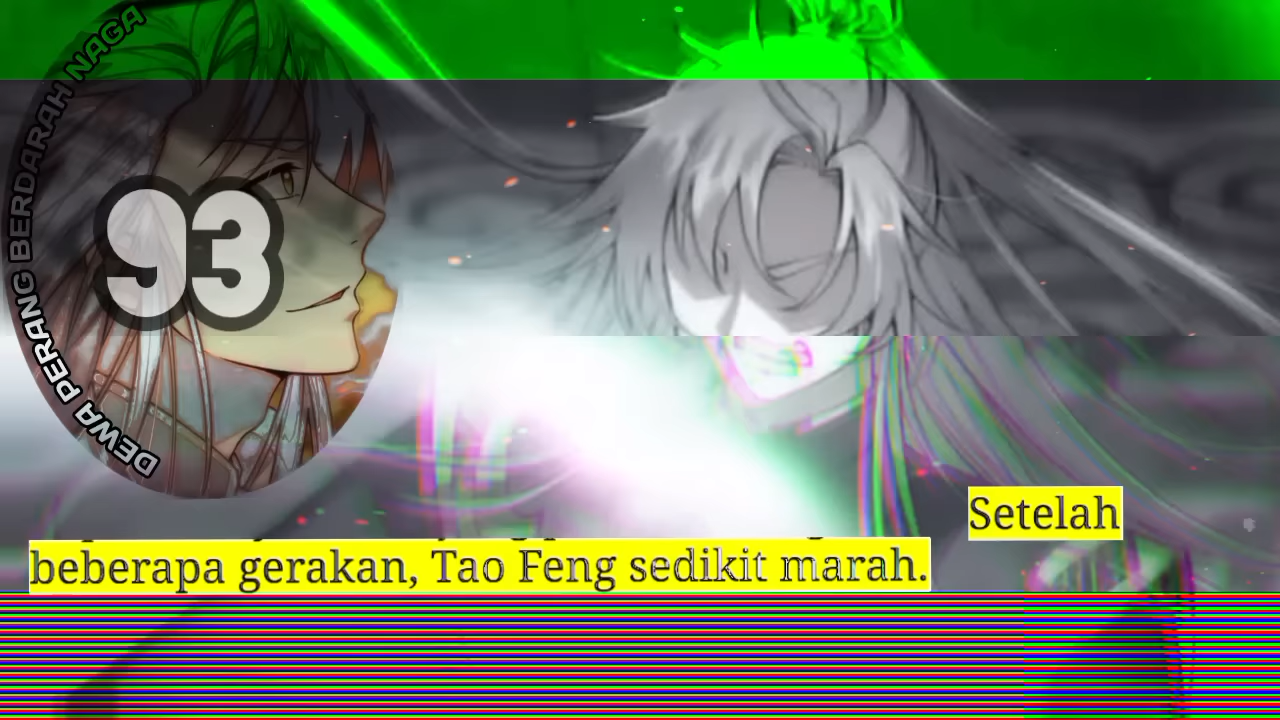 DEWA PERANG BERDARAH NAGA
93
Setelah
beberapa gerakan, Tao Feng sedikit marah.